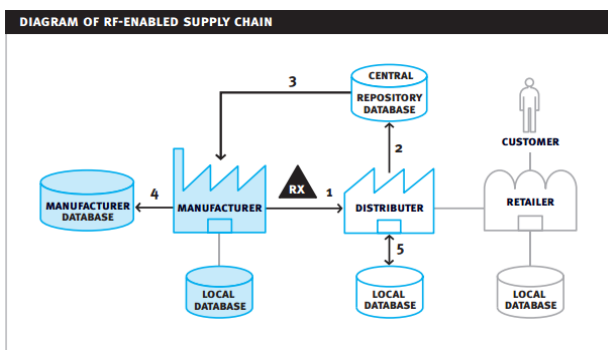 DIAGRAM OF RF-ENABLED SUPPLY CHAIN
3
CENTRAL
REPOSITORY
DATABASE
CUSTOMER
2
RX
1
4
MANUFACTURER
DATABASE
MANUFACTURER
DISTRIBUTER
RETAILER
5
LOCAL
DATABASE
LOCAL
DATABASE
LOCAL
DATABASE